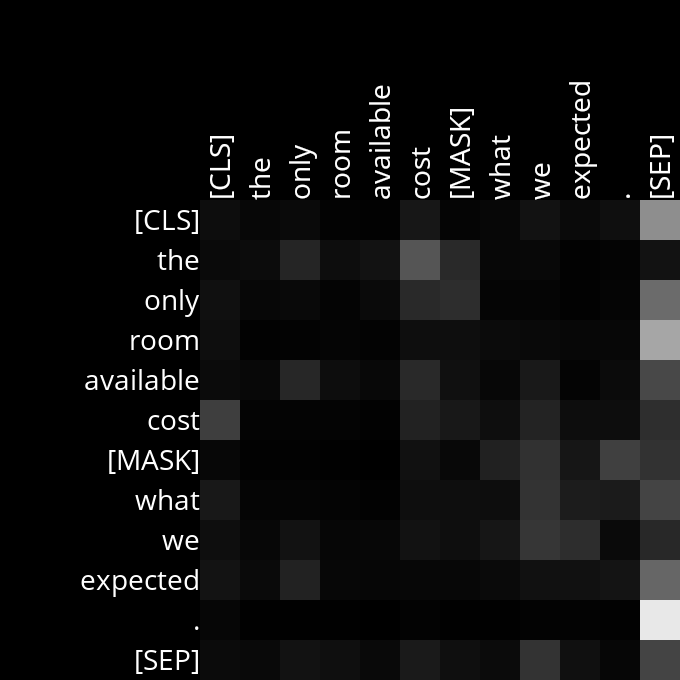 [CLS] the only room available cost [MASK] what we expected . [SEP]
[CLS]
the
only
room
available
cost
[MASK]
what
we
expected
.
[SEP]